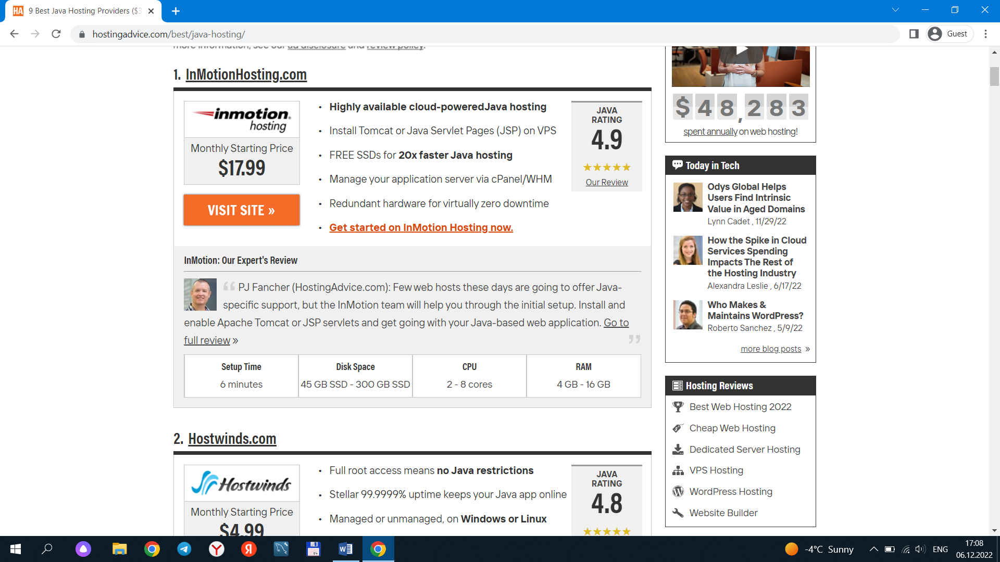 HA 9 Best Java Hosting Providers ($3
hostingadvice.com/best/java-hosting/
Guest
more information, see our ad disclosure and review policy.
1. InMotionHosting.com
inmotion
hosting
Monthly Starting Price
$17.99
VISIT SITE »
• Highly available cloud-poweredJava hosting
• Install Tomcat or Java Servlet Pages (JSP) on VPS
• FREE SSDs for 20x faster Java hosting
• Manage your application server via cPanel/WHM
• Redundant hardware for virtually zero downtime
• Get started on InMotion Hosting now.
JAVA
RATING
4.9
Our Review
InMotion: Our Expert's Review
“ PJ Fancher (HostingAdvice.com): Few web hosts these days are going to offer Java-
specific support, but the InMotion team will help you through the initial setup. Install and
enable Apache Tomcat or JSP servlets and get going with your Java-based web application. Go to
full review » ”
Setup Time
6 minutes
Disk Space
45 GB SSD - 300 GB SSD
CPU
2 - 8 cores
RAM
4 GB - 16 GB
2. Hostwinds.com
Hostwinds
Monthly Starting Price
$4.99
• Full root access means no Java restrictions
• Stellar 99.9999% uptime keeps your Java app online
• Managed or unmanaged, on Windows or Linux
JAVA
RATING
4.8
$48,283
spent annually on web hosting!
Today in Tech
Odys Global Helps
Users Find Intrinsic
Value in Aged Domains
Lynn Cadet , 11/29/22
How the Spike in Cloud
Services Spending
Impacts The Rest of
the Hosting Industry
Alexandra Leslie , 6/17/22
Who Makes &
Maintains WordPress?
Roberto Sanchez , 5/9/22
more blog posts »
Hosting Reviews
Best Web Hosting 2022
Cheap Web Hosting
Dedicated Server Hosting
VPS Hosting
WordPress Hosting
Website Builder
-4°C Sunny
ENG
17:08
06.12.2022